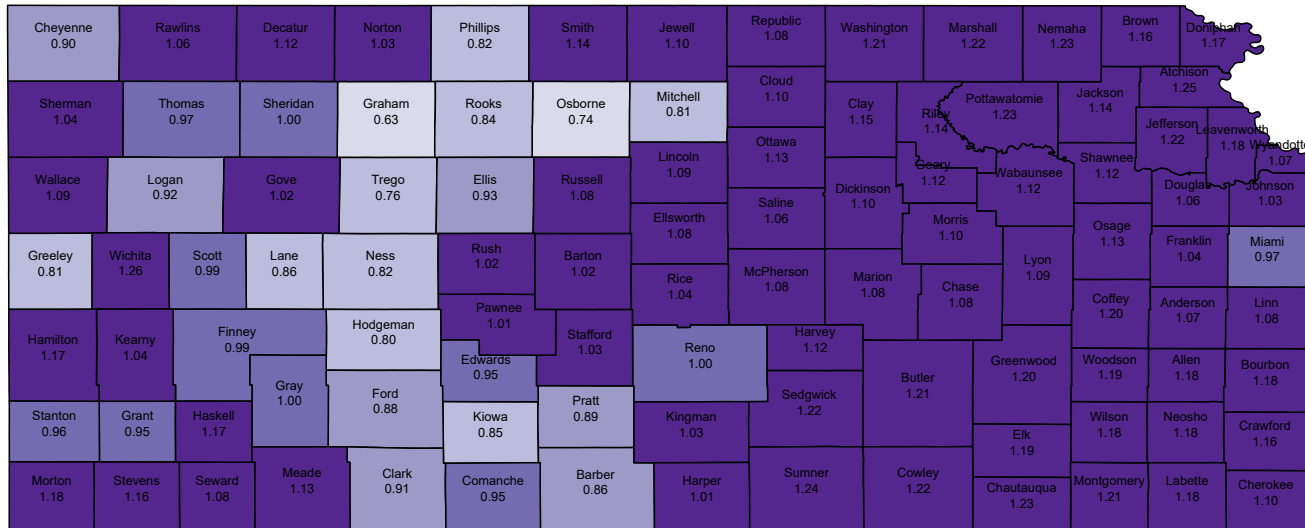 Cheyenne
0.90
Rawlins
1.06
Decatur
1.12
Norton
1.03
Phillips
0.82
Smith
1.14
Jewell
1.10
Republic
1.08
Washington
1.21
Marshall
1.22
Nemaha
1.23
Brown
1.16
Doniphan
1.17
Sherman
1.04
Thomas
0.97
Sheridan
1.00
Graham
0.63
Rooks
0.84
Osborne
0.74
Mitchell
0.81
Cloud
1.10
Clay
1.15
Riley
1.14
Pottawatomie
1.23
Jackson
1.14
Atchison
1.25
Jefferson
1.22
Leavenworth
1.18
Wyandotte
1.07
Ottawa
1.13
Lincoln
1.09
Wallace
1.09
Logan
0.92
Gove
1.02
Trego
0.76
Ellis
0.93
Russell
1.08
Saline
1.06
Dickinson
1.10
Geary
1.12
Wabaunsee
1.12
Shawnee
1.12
Douglas
1.06
Johnson
1.03
Ellsworth
1.08
Morris
1.10
Osage
1.13
Franklin
1.04
Miami
0.97
Greeley
0.81
Wichita
1.26
Scott
0.99
Lane
0.86
Ness
0.82
Rush
1.02
Barton
1.02
Rice
1.04
McPherson
1.08
Marion
1.08
Chase
1.08
Lyon
1.09
Coffey
1.20
Anderson
1.07
Linn
1.08
Hamilton
1.17
Kearny
1.04
Finney
0.99
Hodgeman
0.80
Pawnee
1.01
Stafford
1.03
Edwards
0.95
Reno
1.00
Harvey
1.12
Gray
1.00
Ford
0.88
Butler
1.21
Greenwood
1.20
Woodson
1.19
Allen
1.18
Bourbon
1.18
Stanton
0.96
Grant
0.95
Haskell
1.17
Kiowa
0.85
Pratt
0.89
Kingman
1.03
Sedgwick
1.22
Elk
1.19
Wilson
1.18
Neosho
1.18
Crawford
1.16
Morton
1.18
Stevens
1.16
Seward
1.08
Meade
1.13
Clark
0.91
Comanche
0.95
Barber
0.86
Harper
1.01
Sumner
1.24
Cowley
1.22
Chautauqua
1.23
Montgomery
1.21
Labette
1.18
Cherokee
1.10